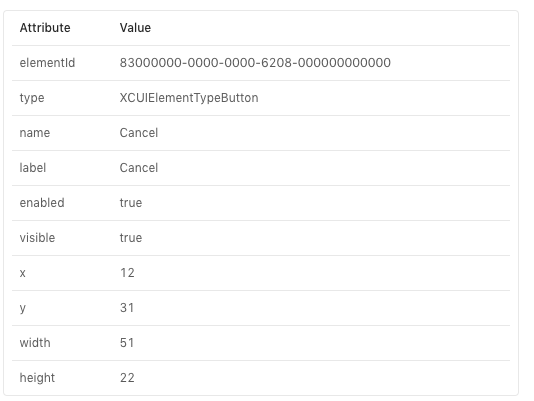 Attribute Value
elementId 83000000-0000-0000-6208-000000000000
type XCUIElementTypeButton
name Cancel
label Cancel
enabled true
visible true
x 12
y 31
width 51
height 22